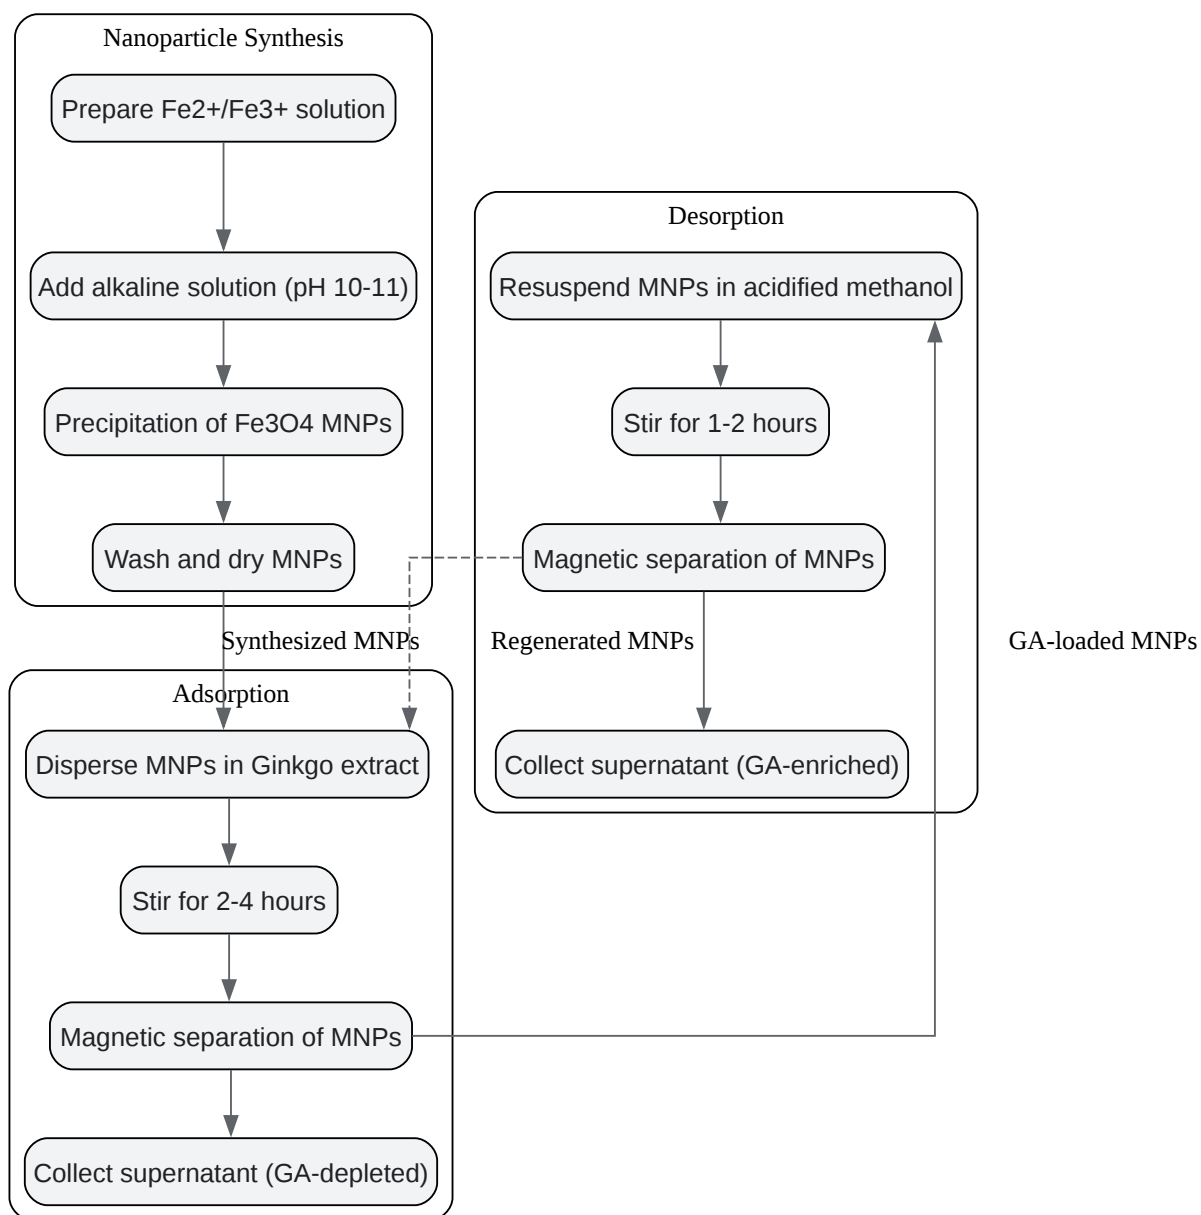 Nanoparticle Synthesis
Prepare Fe2+/Fe3+ solution
Add alkaline solution (pH 10-11)
Precipitation of Fe3O4 MNPs
Wash and dry MNPs
Synthesized MNPs
Adsorption
Disperse MNPs in Ginkgo extract
Stir for 2-4 hours
Magnetic separation of MNPs
Collect supernatant (GA-depleted)
Desorption
Resuspend MNPs in acidified methanol
Stir for 1-2 hours
Magnetic separation of MNPs
Regenerated MNPs
Collect supernatant (GA-enriched)
GA-loaded MNPs